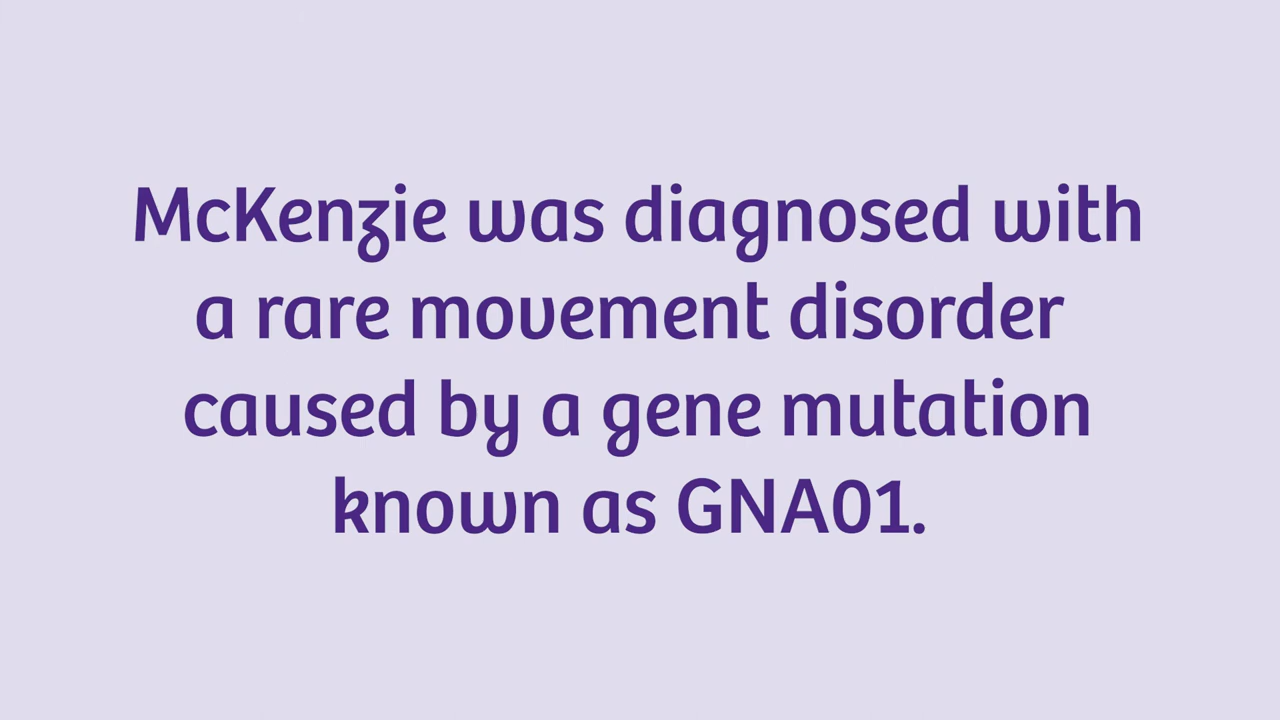 McKenzie was diagnosed with
a rare movement disorder
caused by a gene mutation
known as GNA01.